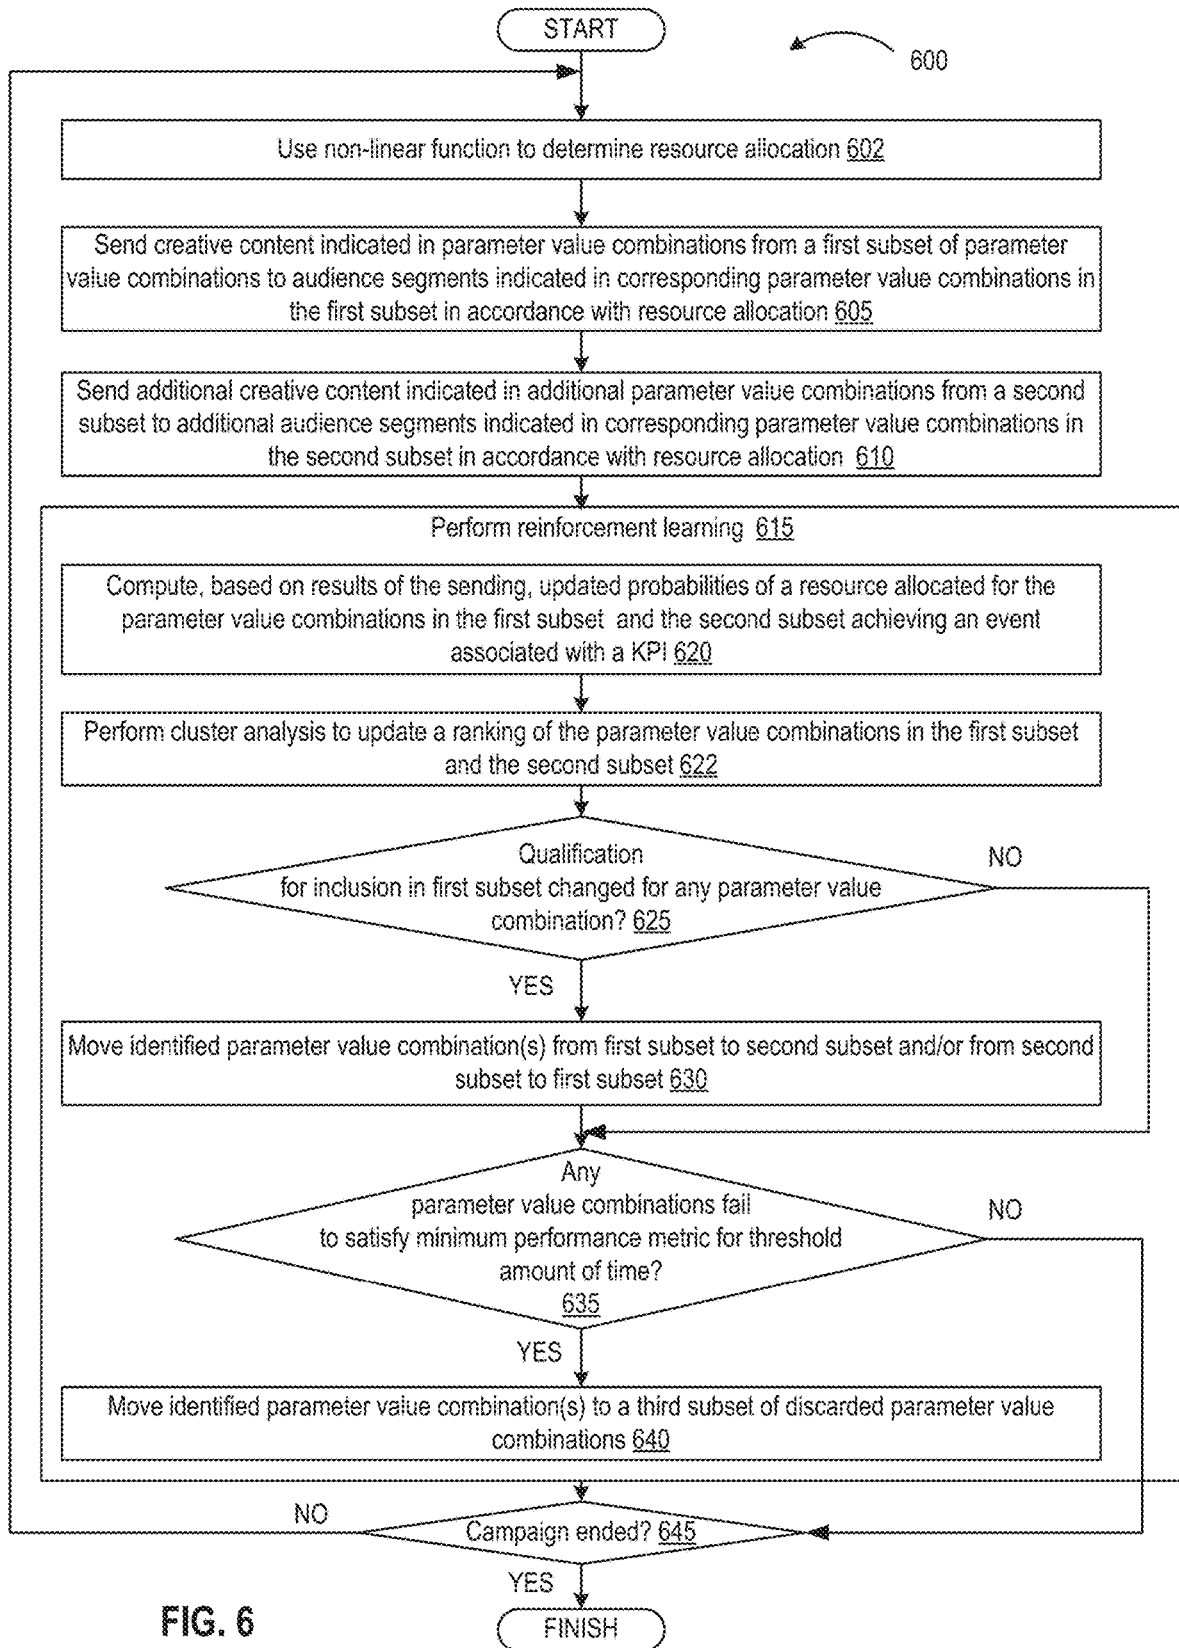 START
600
Use non-linear function to determine resource allocation 602
Send creative content indicated in parameter value combinations from a first subset of parameter
value combinations to audience segments indicated in corresponding parameter value combinations in
the first subset in accordance with resource allocation 605
Send additional creative content indicated in additional parameter value combinations from a second
subset to additional audience segments indicated in corresponding parameter value combinations in
the second subset in accordance with resource allocation 610
Perform reinforcement learning 615
Compute, based on results of the sending, updated probabilities of a resource allocated for the
parameter value combinations in the first subset and the second subset achieving an event
associated with a KPI 620
Perform cluster analysis to update a ranking of the parameter value combinations in the first subset
and the second subset 622
Qualification
for inclusion in first subset changed for any parameter value
combination? 625
NO
YES
Move identified parameter value combination(s) from first subset to second subset and/or from second
subset to first subset 630
Any
parameter value combinations fail
to satisfy minimum performance metric for threshold
amount of time?
635
NO
YES
Move identified parameter value combination(s) to a third subset of discarded parameter value
combinations 640
NO
Campaign ended? 645
YES
FINISH
FIG. 6